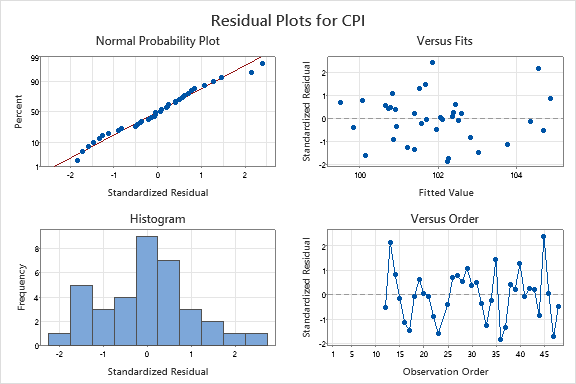 Residual Plots for CPI
Normal Probability Plot
99
90
50
10
1
Percent
-2 -1 0 1 2
Standardized Residual
Versus Fits
2
1
0
-1
-2
Standardized Residual
100 102 104
Fitted Value
Histogram
8
6
4
2
0
Frequency
-2 -1 0 1 2
Standardized Residual
Versus Order
2
1
0
-1
-2
Standardized Residual
1 5 10 15 20 25 30 35 40 45
Observation Order